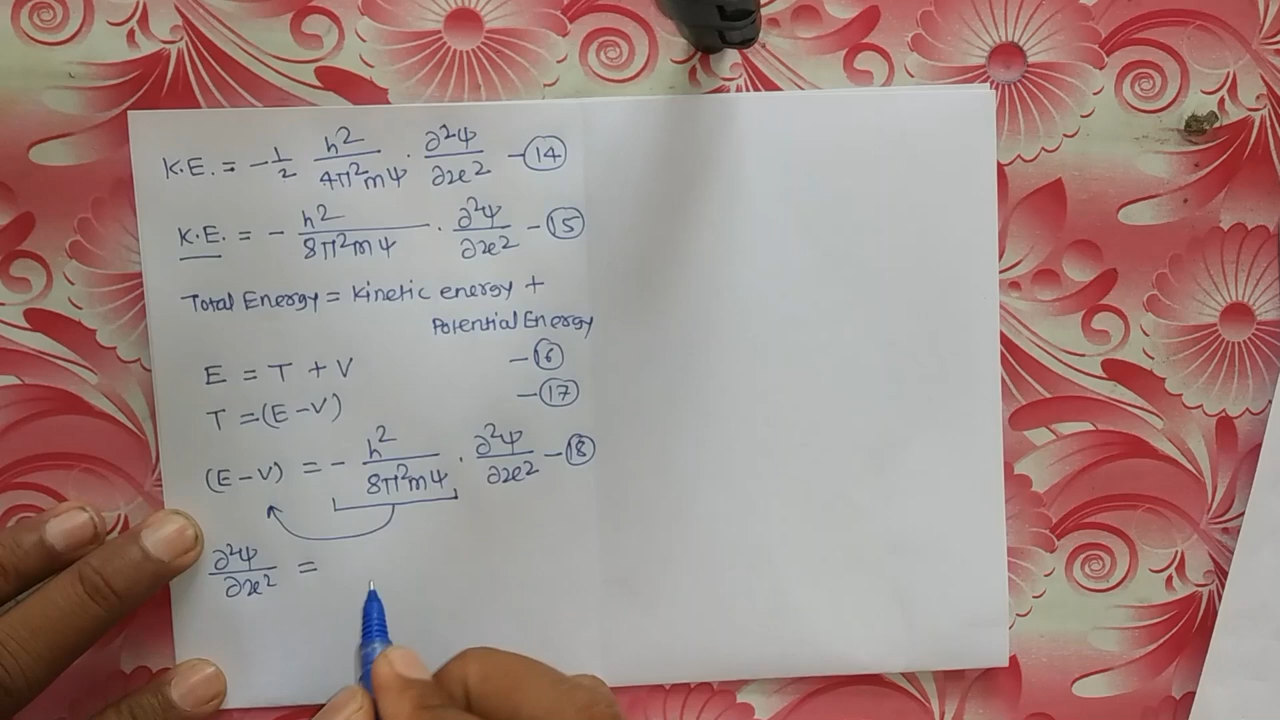 K.E. = -1/2 h²/4π²mψ · ∂²ψ/∂x² -(14)
K.E. = - h²/8π²mψ · ∂²ψ/∂x² -(15)
Total Energy = Kinetic energy +
Potential Energy
E = T + V -(16)
T = (E-V) -(17)
(E-V) = - h²/8π²mψ · ∂²ψ/∂x² -(18)
∂²ψ/∂x² =